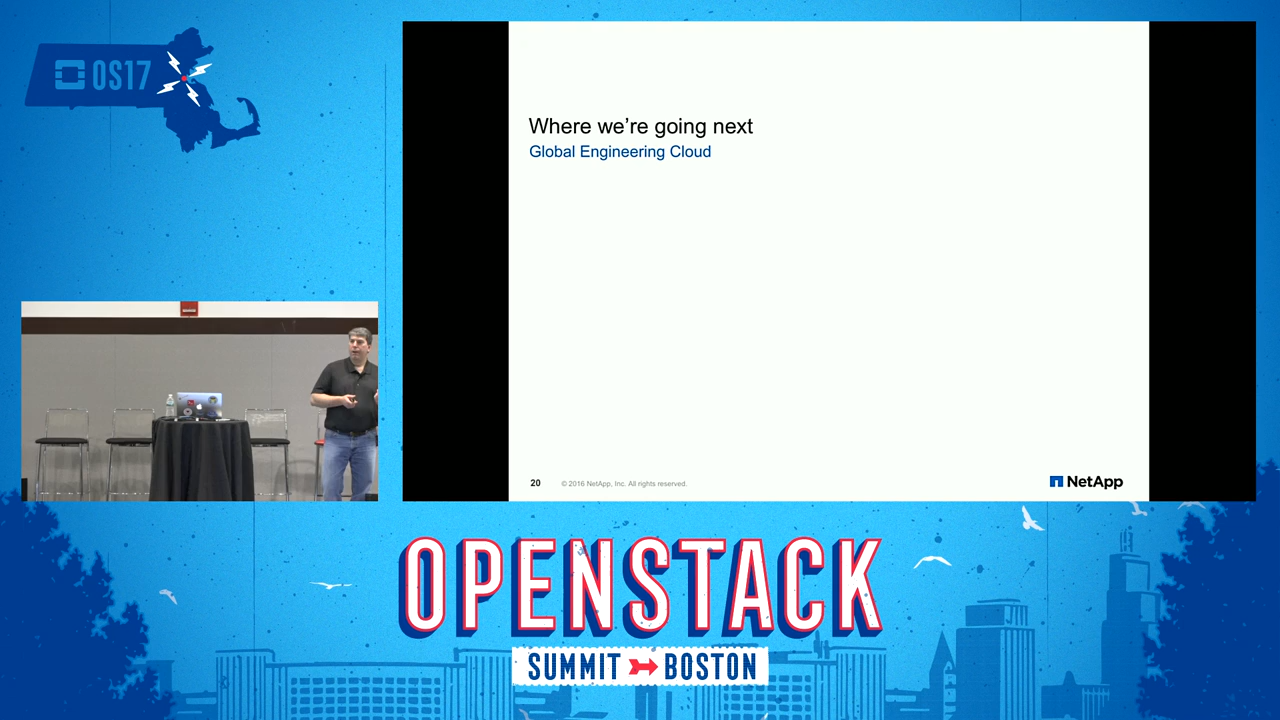 OS17
Where we're going next
Global Engineering Cloud
20
© 2016 NetApp, Inc. All rights reserved.
NetApp
OPENSTACK
SUMMIT BOSTON